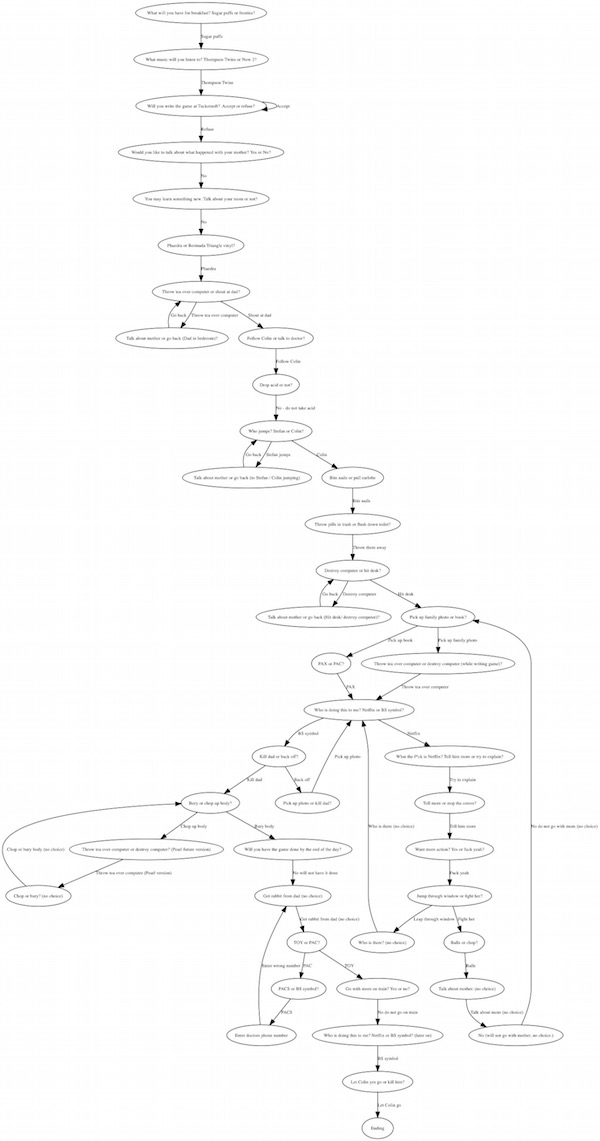 What will you have for breakfast? Sugar puffs or frosties?
Sugar puffs
What music will you listen to? Thompson Twins or Now 2?
Thompson Twins
Will you write the game at Tuckersoft? Accept or refuse?
Accept
Refuse
Would you like to talk about what happened with your mother? Yes or No?
No
You may learn something new. Talk about your mom or not?
No
Phaedra or Bermuda Triangle vinyl?
Phaedra
Throw tea over computer or shout at dad?
Go back
Throw tea over computer
Shout at dad
Talk about mother or go back (Dad in bedroom)?
Follow Colin or talk to doctor?
Follow Colin
Drop acid or not?
No - do not take acid
Who jumps? Stefan or Colin?
Go back
Stefan jumps
Colin
Talk about mother or go back (to Stefan / Colin jumping)
Bite nails or pull earlobe
Bite nails
Throw pills in trash or flush down toilet?
Throw them away
Destroy computer or hit desk?
Go back
Destroy computer
Hit desk
Talk about mother or go back (Hit desk/ destroy computer)?
Pick up family photo or book?
Pick up book
Pick up family photo
PAX or PAC?
Throw tea over computer or destroy computer (while writing game)?
PAX
Throw tea over computer
Who is doing this to me? Netflix or BS symbol?
BS symbol
Netflix
Kill dad or back off?
Pick up photo
What the f*ck is Netflix? Tell him more or try to explain?
Kill dad
Back off
Try to explain
Bury or chop up body?
Pick up photo or kill dad?
Tell more or stop the
Chop up body
Bury body
Who is there (no choice)
Tell him more
No do not go with mom (no choice)
Chop or bury body (no choice)
Throw tea over computer or destroy computer? (Pearl future version)
Will you have the game done by the end of the day?
Want more action? Yes or fuck yeah?
Throw tea over computer (Pearl version)
No will not have it done
Fuck yeah
Chop or bury? (no choice)
Get rabbit from dad (no choice)
Jump through window or fight her?
Get rabbit from dad (no choice)
Leap through window
Fight her
TOY or PAC?
Who is there? (no choice)
Balls or chop?
Enter wrong number
PAC
TOY
Balls
PACS or BS symbol?
Go with mom on train? Yes or no?
Talk about mother. (no choice)
PACS
No do not go on train
Talk about mom (no choice)
Enter doctors phone number
Who is doing this to me? Netflix or BS symbol? (later on)
No (will not go with mother, no choice.)
BS symbol
Let Colin you go or kill him?
Let Colin go
Ending